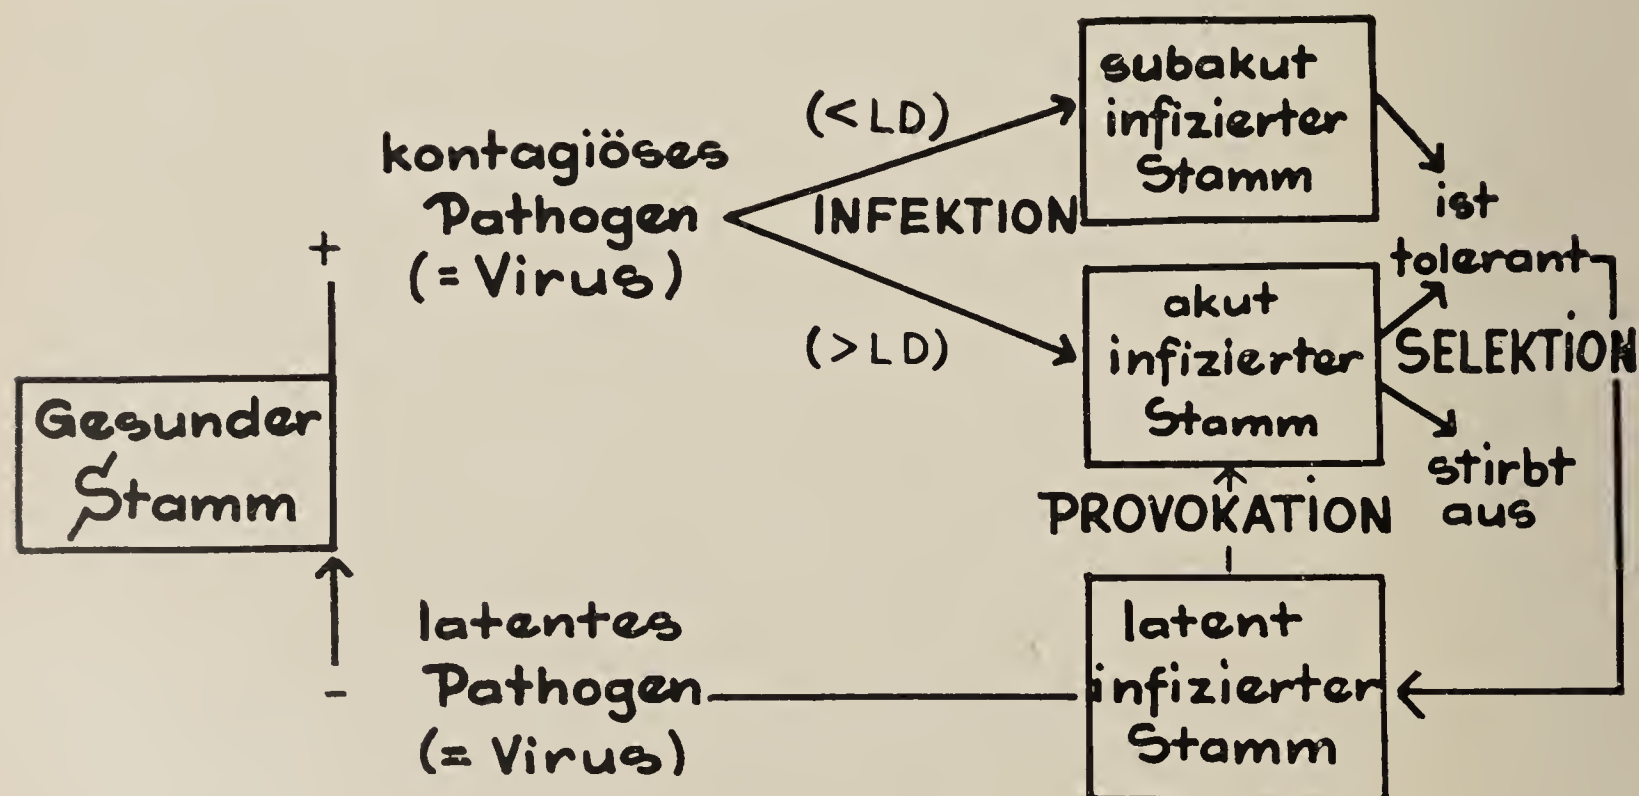 subakut
infizierter
Stamm
(< LD)
kontagiöses
Pathogen
(= Virus)
INFEKTION
ist
tolerant
+
akut
infizierter
Stamm
(> LD)
SELEKTION
Gesunder
Stamm
stirbt
aus
PROVOKATION
latentes
Pathogen
(= Virus)
-
latent
infizierter
Stamm